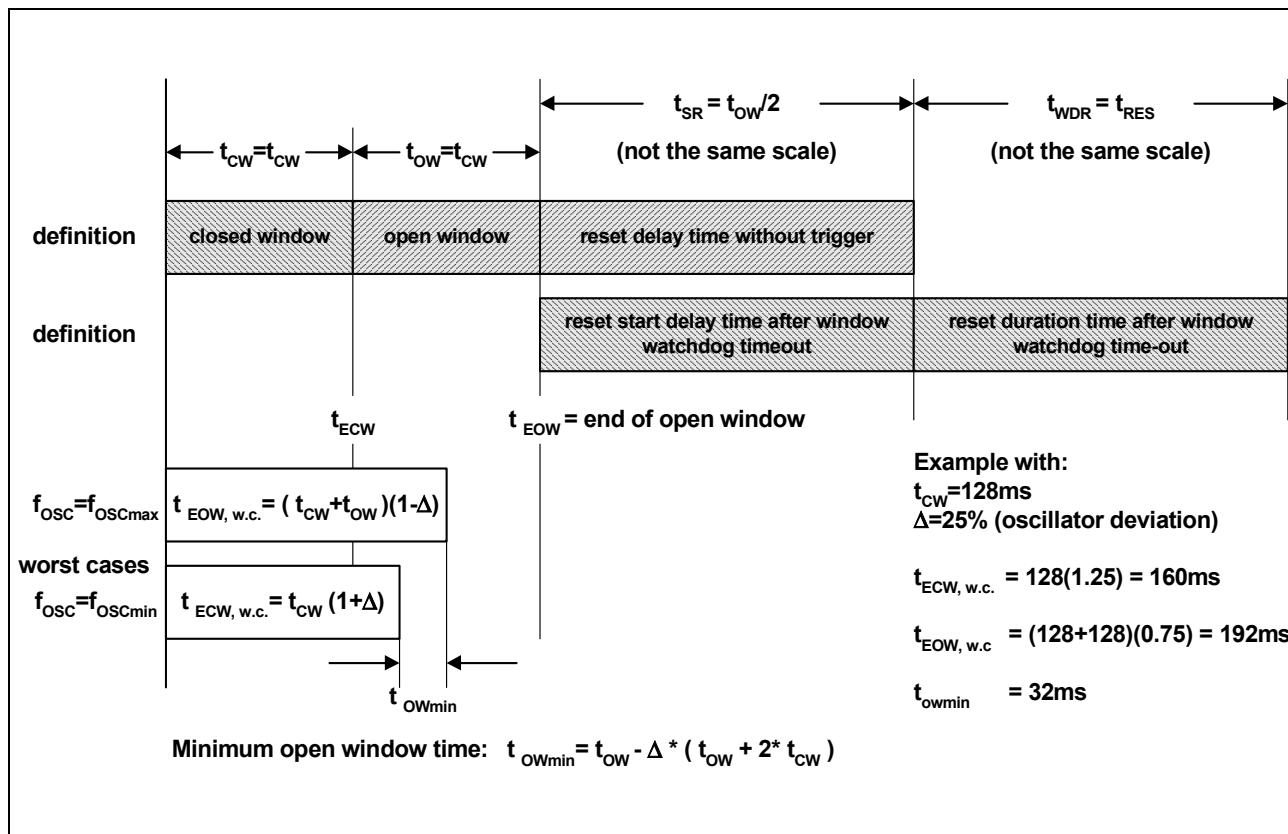 t_SR = t_OW/2
t_WDR = t_RES
(not the same scale)
(not the same scale)
t_CW=t_CW
t_OW=t_CW
definition
closed window
open window
reset delay time without trigger
definition
reset start delay time after window
watchdog timeout
reset duration time after window
watchdog time-out
t_ECW
t_EOW = end of open window
f_OSC=f_OSCmax
t_EOW, w.c. = ( t_CW+t_OW )(1-Δ)
worst cases
f_OSC=f_OSCmin
t_ECW, w.c. = t_CW (1+Δ)
t_OWmin
Example with:
t_CW=128ms
Δ=25% (oscillator deviation)
t_ECW, w.c. = 128(1.25) = 160ms
t_EOW, w.c = (128+128)(0.75) = 192ms
t_owmin = 32ms
Minimum open window time: t_OWmin = t_OW - Δ * ( t_OW + 2* t_CW )